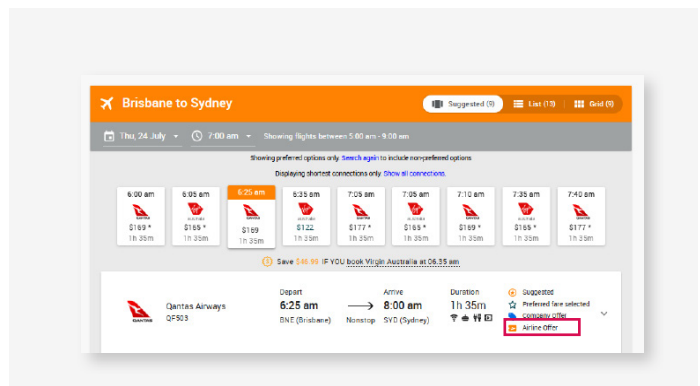 Brisbane to Sydney
Suggested (9)
List (13)
Grid (9)
Thu, 24 July
7:00 am
Showing flights between 5:00 am - 9:00 am
Showing preferred options only. Search again to include non-preferred options
Displaying shortest connections only. Show all connections.
6:00 am 6:05 am 6:25 am 6:35 am 7:05 am 7:05 am 7:10 am 7:35 am 7:40 am
$169 * $165 * $169 $122 $177 * $165 * $169 * $165 * $177 *
1h 35m 1h 35m 1h 35m 1h 35m 1h 35m 1h 35m 1h 35m 1h 35m 1h 35m
Save $46.99 IF YOU book Virgin Australia at 06.35 am
Depart Arrive Duration Suggested
Qantas Airways 6:25 am 8:00 am 1h 35m Preferred fare selected
QF503 BNE (Brisbane) Nonstop SYD (Sydney) Company Offer
Airline Offer